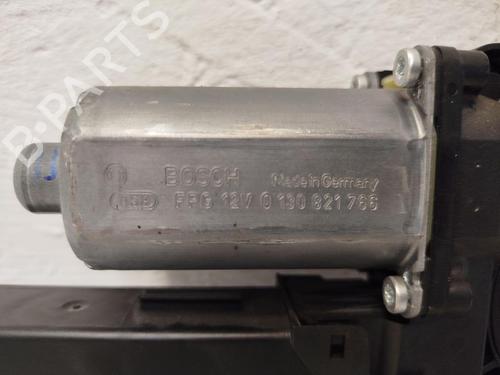 B-PARTS
BOSCH Made in Germany
FPG 12V 0 130 821 766